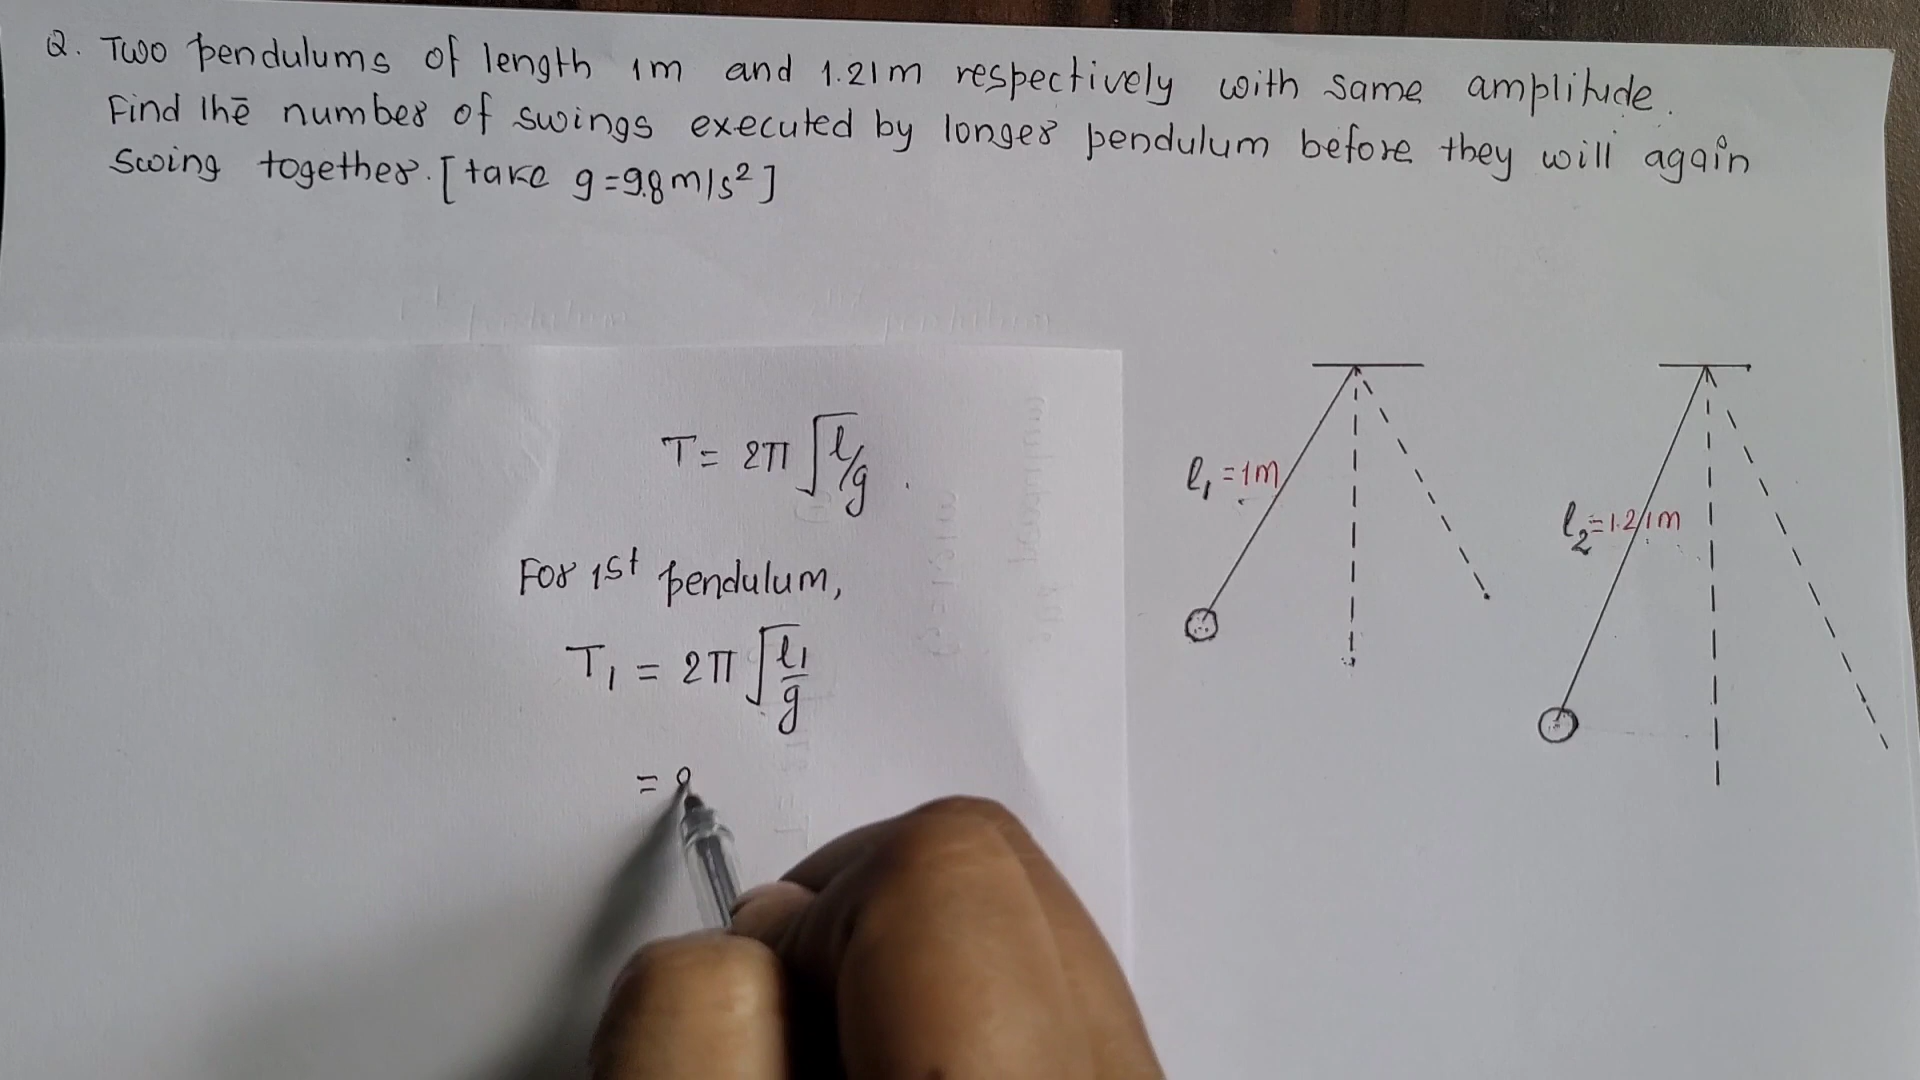 Q. Two pendulums of length 1m and 1.21m respectively with same amplitude.
Find the number of swings executed by longer pendulum before they will again
swing together. [take g=9.8m/s²]
T = 2π √l/g .
For 1st pendulum,
T₁ = 2π √l₁/g
=
l₁ = 1m
l₂ = 1.21m